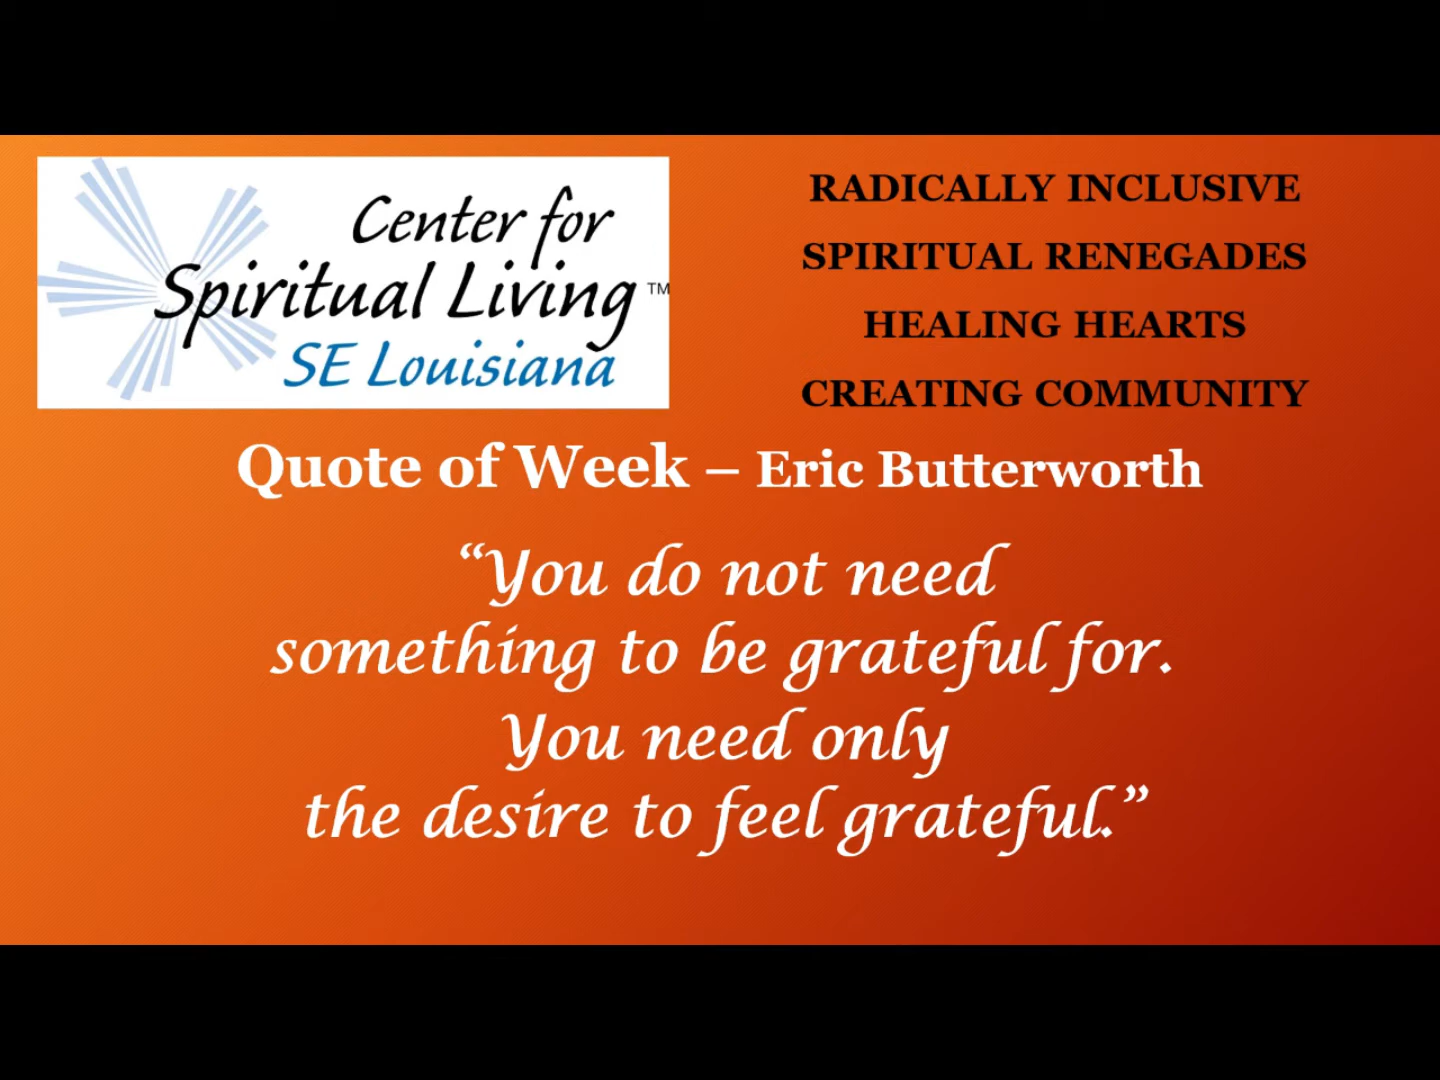 Center for
Spiritual Living™
SE Louisiana
RADICALLY INCLUSIVE
SPIRITUAL RENEGADES
HEALING HEARTS
CREATING COMMUNITY
Quote of Week – Eric Butterworth
“You do not need
something to be grateful for.
You need only
the desire to feel grateful.”